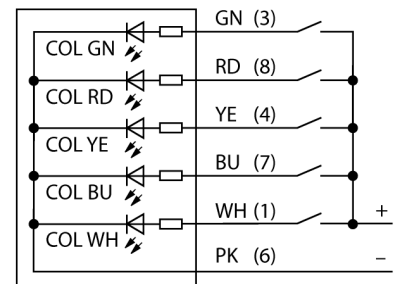 GN (3)
COL GN
RD (8)
COL RD
YE (4)
COL YE
BU (7)
COL BU
WH (1) +
COL WH
PK (6) –